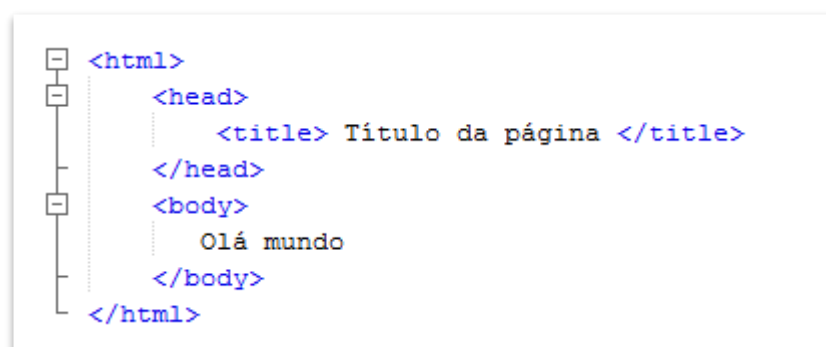 <html>
<head>
<title> Título da página </title>
</head>
<body>
Olá mundo
</body>
</html>